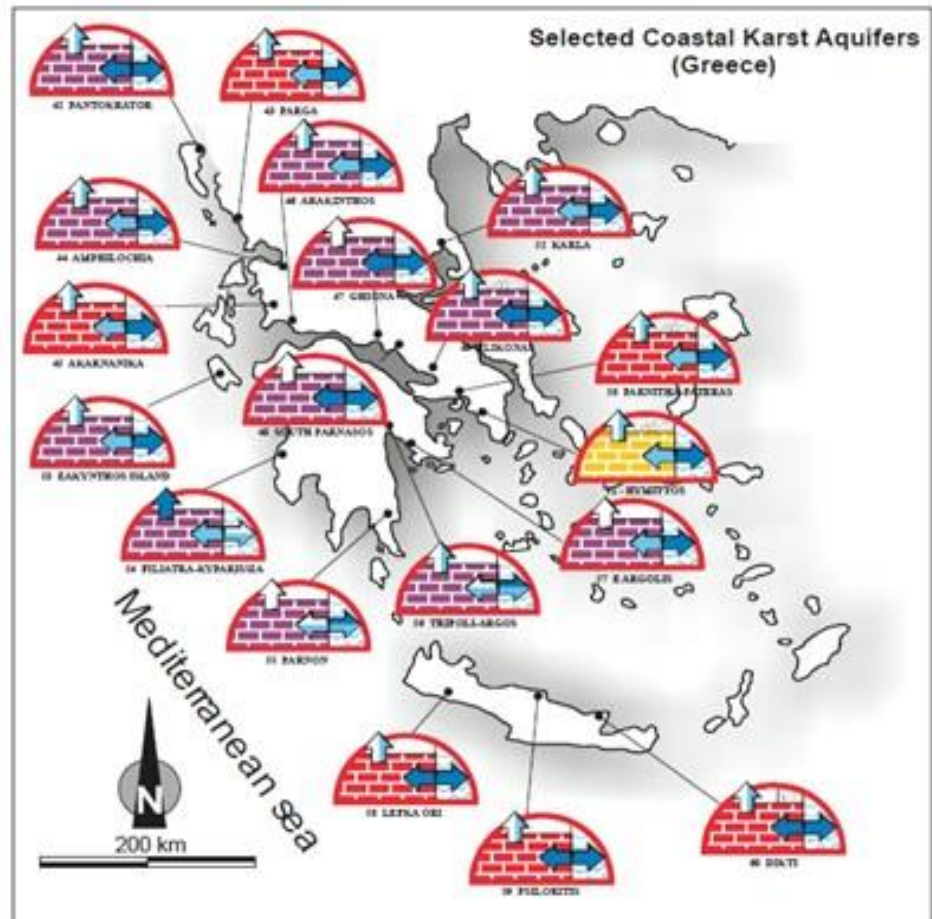 Selected Coastal Karst Aquifers
(Greece)
42 PANTOKRATOR
43 PARGA
46 ARAKINTHOS
44 AMPHILOCHIA
52 KARLA
47 GHIONA
45 AKARNANIKA
HELIKONAS
50 PARNITHA-PATERAS
48 SOUTH PARNASOS
53 ZAKYNTHOS ISLAND
HYMITTOS
54 FILIATRA-KYPARISSIA
57 E ARGOLIS
56 TRIPOLI-ARGOS
55 PARNON
Mediterranean sea
58 LEFKA ORI
N
200 km
59 PSILORITIS
60 DIKTI